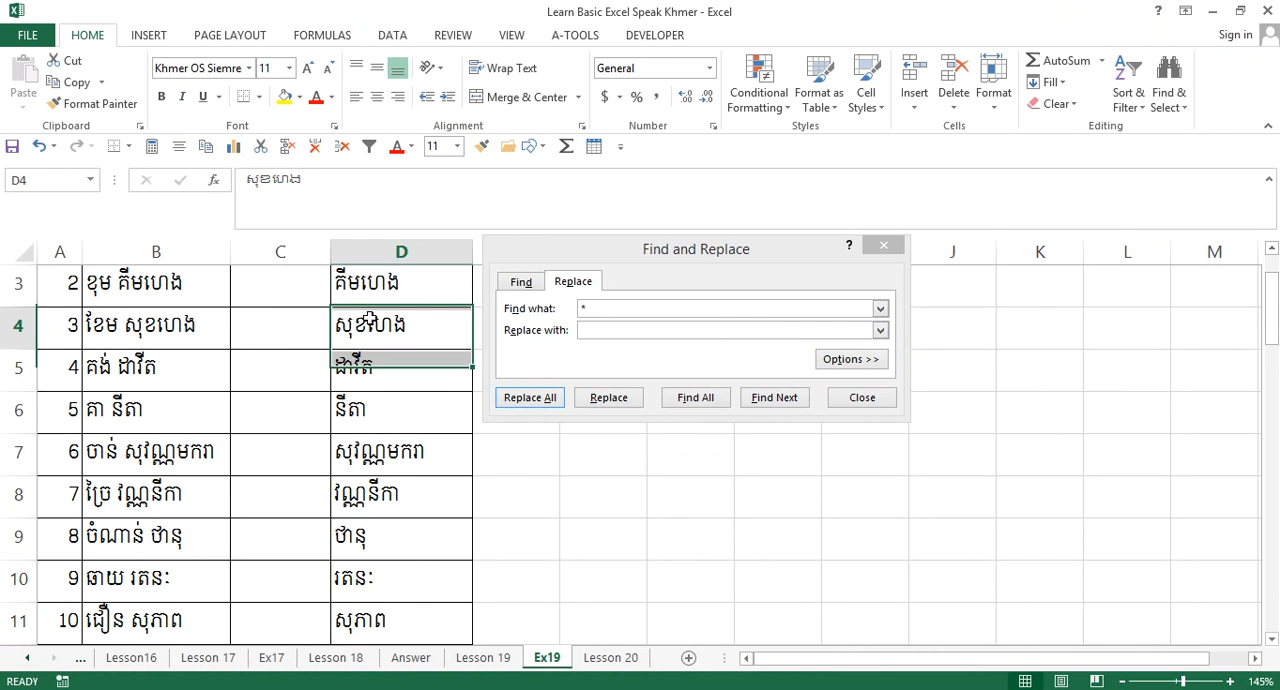 Learn Basic Excel Speak Khmer - Excel
FILE HOME INSERT PAGE LAYOUT FORMULAS DATA REVIEW VIEW A-TOOLS DEVELOPER Sign in
Paste Cut Copy Format Painter Clipboard
Khmer OS Siemre 11 B I U A Font
Wrap Text Merge & Center Alignment
General $ % , Number
Conditional Formatting Format as Table Cell Styles Styles
Insert Delete Format Cells
AutoSum Fill Clear Sort & Filter Find & Select Editing
11
D4 fx សុខហេង
A B C D J K L M
3 2 ខុម គីមហេង គីមហេង
4 3 ខែម សុខហេង សុខហេង
5 4 គង់ ដាវីត ដាវីត
6 5 គា នីតា នីតា
7 6 ចាន់ សុវណ្ណមករា សុវណ្ណមករា
8 7 ច្រៃ វណ្ណនីកា វណ្ណនីកា
9 8 ចំណាន់ ថានុ ថានុ
10 9 ឆាយ រតនៈ រតនៈ
11 10 ជឿន សុភាព សុភាព
Find and Replace ?
Find Replace
Find what: *
Replace with:
Options >>
Replace All Replace Find All Find Next Close
... Lesson16 Lesson 17 Ex17 Lesson 18 Answer Lesson 19 Ex19 Lesson 20
READY 145%